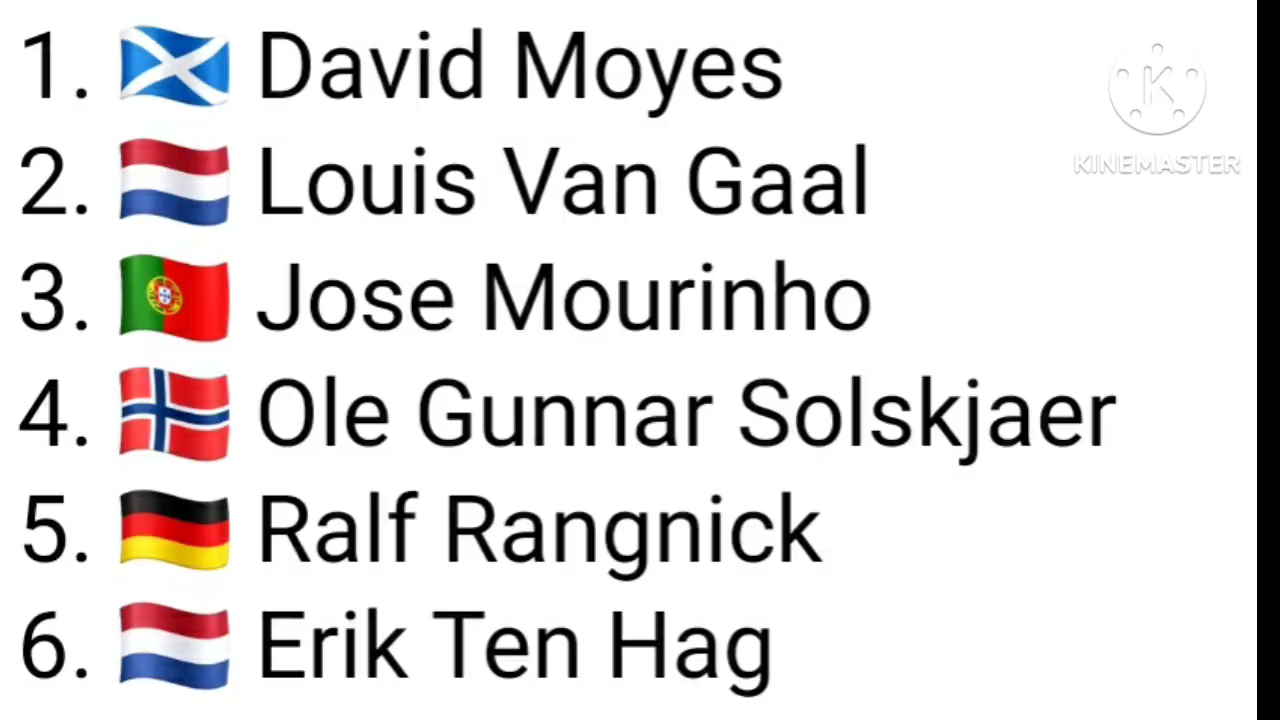 1. 🏴󠁧󠁢󠁳󠁣󠁴󠁿 David Moyes
2. 🇳🇱 Louis Van Gaal
3. 🇵🇹 Jose Mourinho
4. 🇳🇴 Ole Gunnar Solskjaer
5. 🇩🇪 Ralf Rangnick
6. 🇳🇱 Erik Ten Hag
K
KINEMASTER